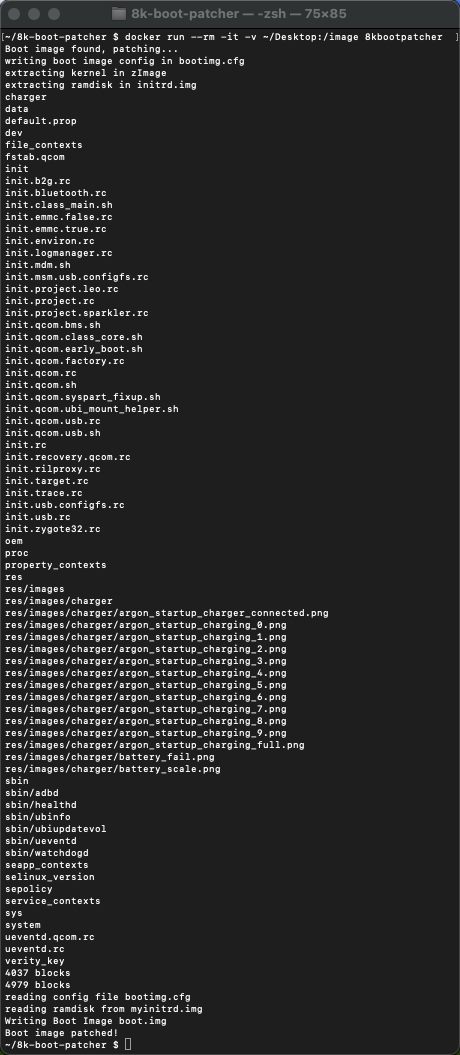 8k-boot-patcher — -zsh — 75×85
[~/8k-boot-patcher $ docker run --rm -it -v ~/Desktop:/image 8kbootpatcher ]
Boot image found, patching...
writing boot image config in bootimg.cfg
extracting kernel in zImage
extracting ramdisk in initrd.img
charger
data
default.prop
dev
file_contexts
fstab.qcom
init
init.b2g.rc
init.bluetooth.rc
init.class_main.sh
init.emmc.false.rc
init.emmc.true.rc
init.environ.rc
init.logmanager.rc
init.mdm.sh
init.msm.usb.configfs.rc
init.project.leo.rc
init.project.rc
init.project.sparkler.rc
init.qcom.bms.sh
init.qcom.class_core.sh
init.qcom.early_boot.sh
init.qcom.factory.rc
init.qcom.rc
init.qcom.sh
init.qcom.syspart_fixup.sh
init.qcom.ubi_mount_helper.sh
init.qcom.usb.rc
init.qcom.usb.sh
init.rc
init.recovery.qcom.rc
init.rilproxy.rc
init.target.rc
init.trace.rc
init.usb.configfs.rc
init.usb.rc
init.zygote32.rc
oem
proc
property_contexts
res
res/images
res/images/charger
res/images/charger/argon_startup_charger_connected.png
res/images/charger/argon_startup_charging_0.png
res/images/charger/argon_startup_charging_1.png
res/images/charger/argon_startup_charging_2.png
res/images/charger/argon_startup_charging_3.png
res/images/charger/argon_startup_charging_4.png
res/images/charger/argon_startup_charging_5.png
res/images/charger/argon_startup_charging_6.png
res/images/charger/argon_startup_charging_7.png
res/images/charger/argon_startup_charging_8.png
res/images/charger/argon_startup_charging_9.png
res/images/charger/argon_startup_charging_full.png
res/images/charger/battery_fail.png
res/images/charger/battery_scale.png
sbin
sbin/adbd
sbin/healthd
sbin/ubinfo
sbin/ubiupdatevol
sbin/ueventd
sbin/watchdogd
seapp_contexts
selinux_version
sepolicy
service_contexts
sys
system
ueventd.qcom.rc
ueventd.rc
verity_key
4037 blocks
4979 blocks
reading config file bootimg.cfg
reading ramdisk from myinitrd.img
Writing Boot Image boot.img
Boot image patched!
~/8k-boot-patcher $